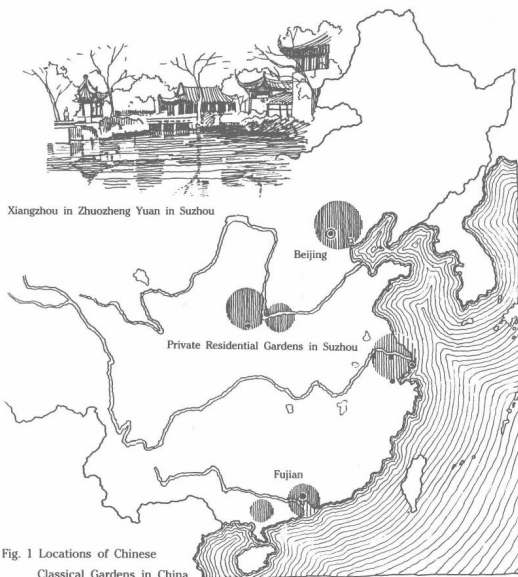 Xiangzhou in Zhuozheng Yuan in Suzhou
Beijing
Private Residential Gardens in Suzhou
Fujian
Fig. 1 Locations of Chinese
Classical Gardens in China